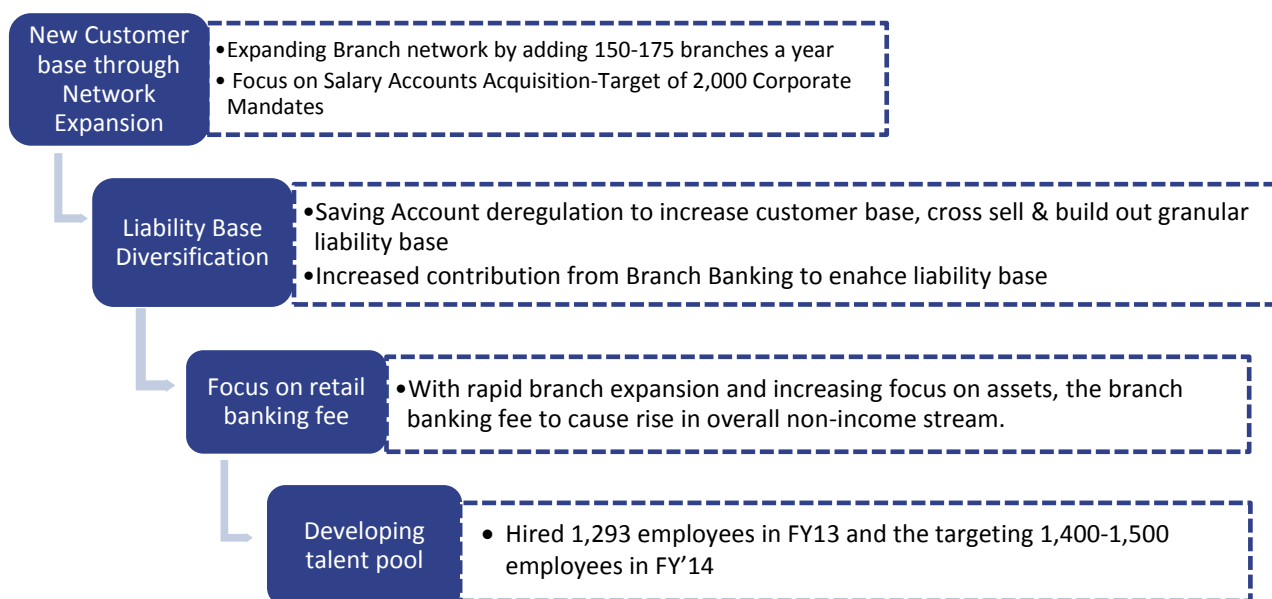 New Customer
base through
Network
Expansion
•Expanding Branch network by adding 150-175 branches a year
• Focus on Salary Accounts Acquisition-Target of 2,000 Corporate
Mandates
Liability Base
Diversification
•Saving Account deregulation to increase customer base, cross sell & build out granular
liability base
•Increased contribution from Branch Banking to enahce liability base
Focus on retail
banking fee
•With rapid branch expansion and increasing focus on assets, the branch
banking fee to cause rise in overall non-income stream.
Developing
talent pool
• Hired 1,293 employees in FY13 and the targeting 1,400-1,500
employees in FY'14